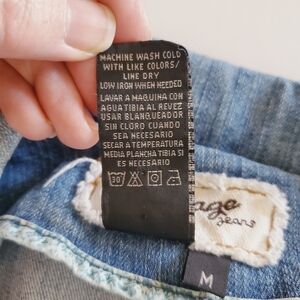 MACHINE WASH COLD
WITH LIKE COLORS/
LINE DRY
LOW IRON WHEN NEEDED
LAVAR A MAQUINA CON
AGUA TIBIA AL REVEZ
USAR BLANQUEADOR
SIN CLORO CUANDO
SEA NECESARIO
SECAR A TEMPERATURA
MEDIA PLANCHA TIBIA SI
ES NECESARIO
30
age
jeans
M